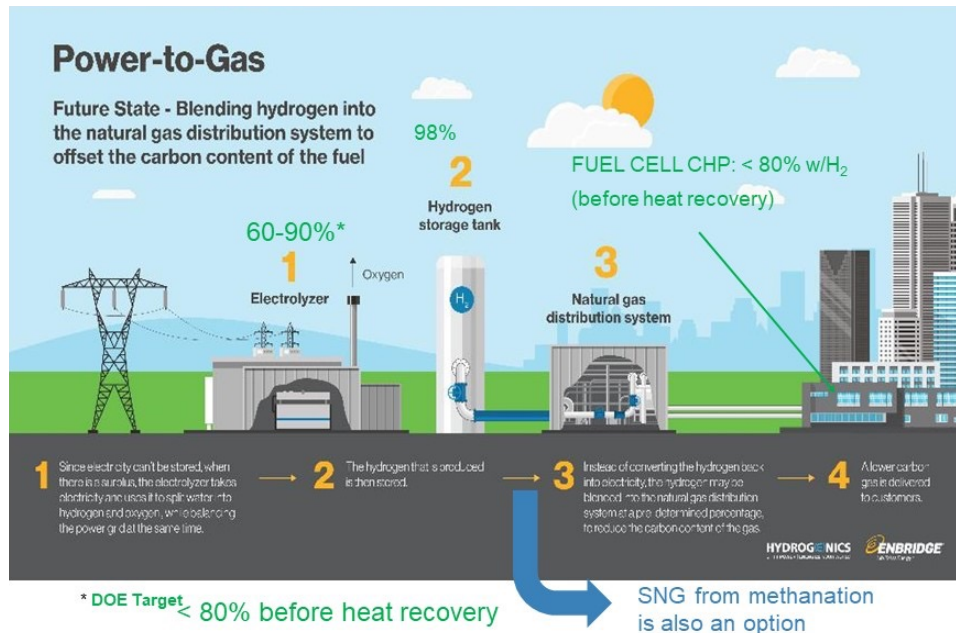 Power-to-Gas
Future State - Blending hydrogen into
the natural gas distribution system to
offset the carbon content of the fuel
98%
2
Hydrogen
storage tank
FUEL CELL CHP: < 80% w/H₂
(before heat recovery)
60-90%*
1
Electrolyzer
Oxygen
H₂
3
Natural gas
distribution system
1
Since electricity can't be stored, when
there is a surplus, the electrolyzer takes
electricity and uses it to split water into
hydrogen and oxygen, while balancing
the power grid at the same time.
2
The hydrogen that is produced
is then stored.
3
Instead of converting the hydrogen back
into electricity, the hydrogen may be
blended into the natural gas distribution
system at a pre-determined percentage,
to reduce the carbon content of the gas.
4
A lower carbon
gas is delivered
to customers.
HYDROGENICS
ENBRIDGE
* DOE Target
< 80% before heat recovery
SNG from methanation
is also an option